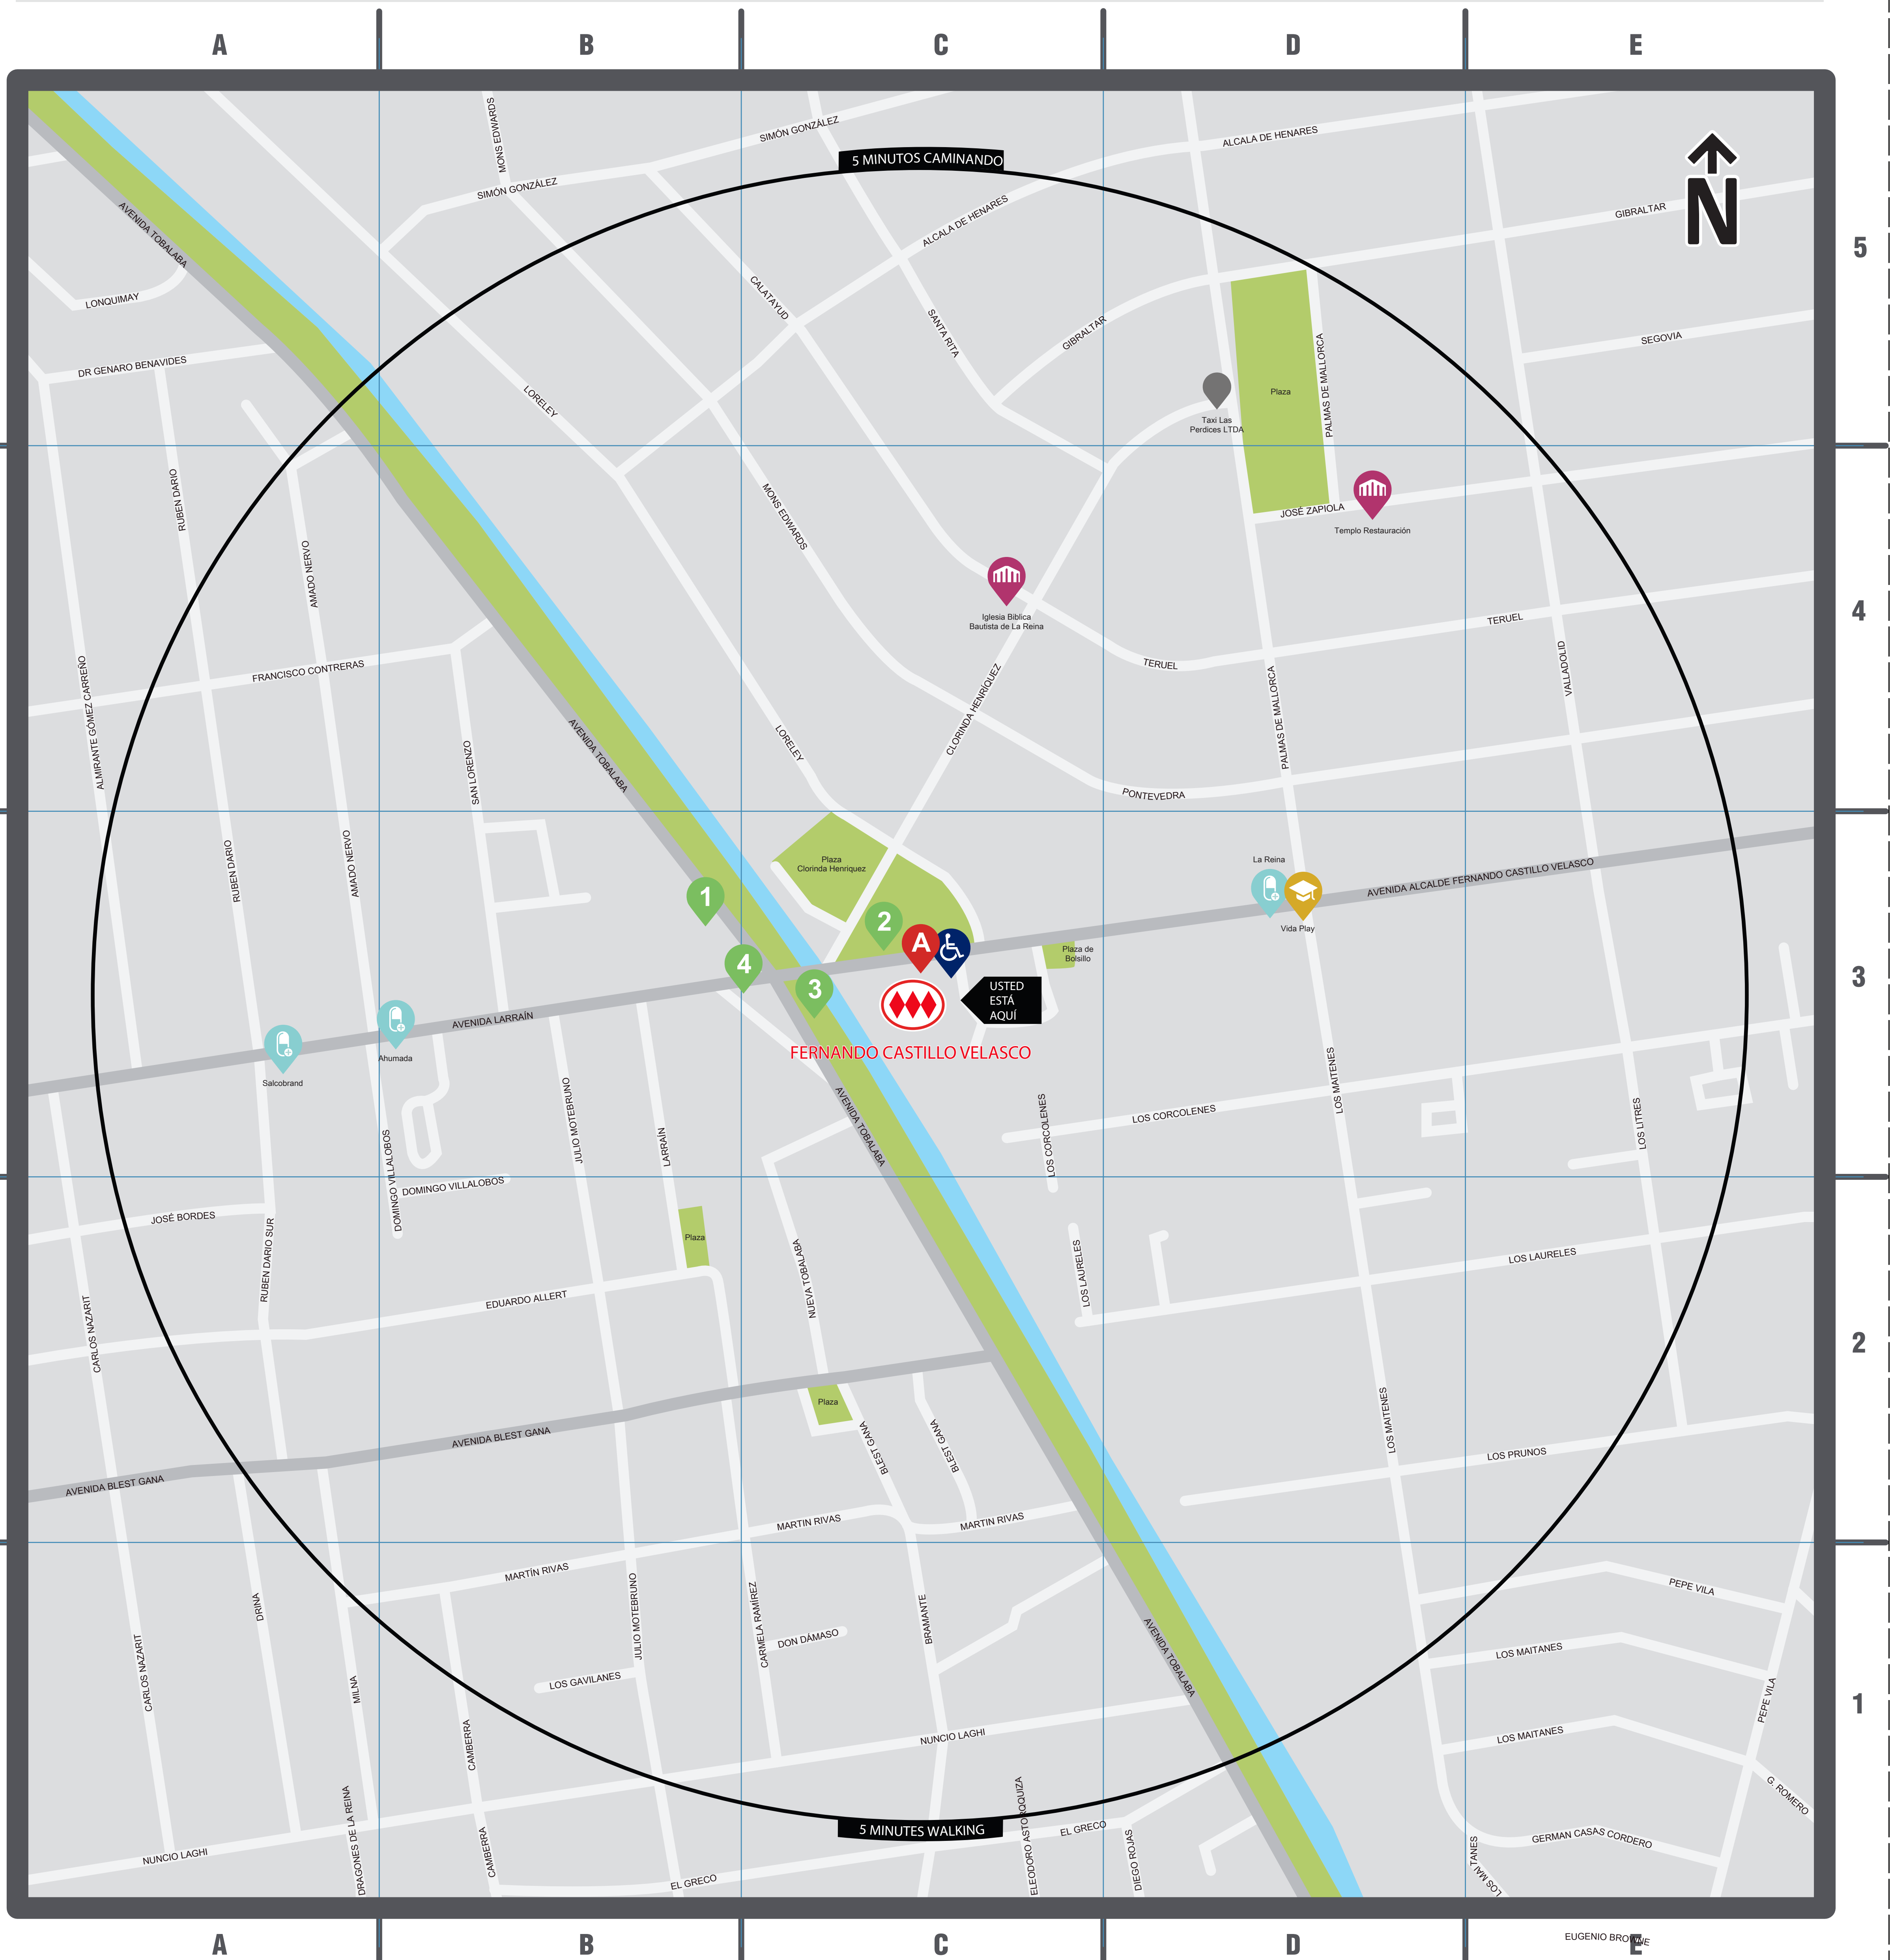 A B C D E
MONS EDWARDS
SIMÓN GONZÁLEZ
ALCALA DE HENARES
5 MINUTOS CAMINANDO
SIMÓN GONZÁLEZ
N
AVENIDA TOBALABA
ALCALA DE HENARES
GIBRALTAR
5
LONQUIMAY
CALATAYUD
SANTA RITA
GIBRALTAR
PALMAS DE MALLORCA
SEGOVIA
DR GENARO BENAVIDES
LORELEY
Plaza
Taxi Las
Perdices LTDA
RUBEN DARIO
MONS EDWARDS
JOSÉ ZAPIOLA
Templo Restauración
AMADO NERVO
Iglesia Biblica
Bautista de La Reina
4
TERUEL
TERUEL
FRANCISCO CONTRERAS
ALMIRANTE GÓMEZ CARREÑO
VALLADOLID
CLORINDA HENRÍQUEZ
PALMAS DE MALLORCA
AVENIDA TOBALABA
LORELEY
SAN LORENZO
PONTEVEDRA
RUBEN DARIO
AMADO NERVO
Plaza
Clorinda Henriquez
La Reina
AVENIDA ALCALDE FERNANDO CASTILLO VELASCO
1
2
A
Vida Play
Plaza de
Bolsillo
4
3
3
USTED
ESTÁ
AQUÍ
AVENIDA LARRAÍN
Ahumada
Salcobrand
FERNANDO CASTILLO VELASCO
JULIO MOTEBRUNO
LARRAÍN
AVENIDA TOBALABA
LOS CORCOLENES
LOS CORCOLENES
LOS MAITENES
LOS LITRES
DOMINGO VILLALOBOS
DOMINGO VILLALOBOS
JOSÉ BORDES
RUBEN DARIO SUR
Plaza
NUEVA TOBALABA
LOS LAURELES
LOS LAURELES
EDUARDO ALLERT
CARLOS NAZARIT
2
Plaza
BLEST GANA
BLEST GANA
LOS MAITENES
AVENIDA BLEST GANA
AVENIDA BLEST GANA
LOS PRUNOS
MARTIN RIVAS
MARTIN RIVAS
MARTÍN RIVAS
DRINA
JULIO MOTEBRUNO
CARMELA RAMÍREZ
BRAMANTE
PEPE VILA
DON DÁMASO
AVENIDA TOBALABA
LOS MAITANES
CARLOS NAZARIT
MILNA
LOS GAVILANES
PEPE VILA
1
CAMBERRA
NUNCIO LAGHI
LOS MAITANES
G. ROMERO
DRAGONES DE LA REINA
CAMBERRA
5 MINUTES WALKING
ELEODORO ASTORQUIZA
EL GRECO
DIEGO ROJAS
LOS MAITANES
GERMAN CASAS CORDERO
NUNCIO LAGHI
EL GRECO
EUGENIO BROWNE
A B C D E